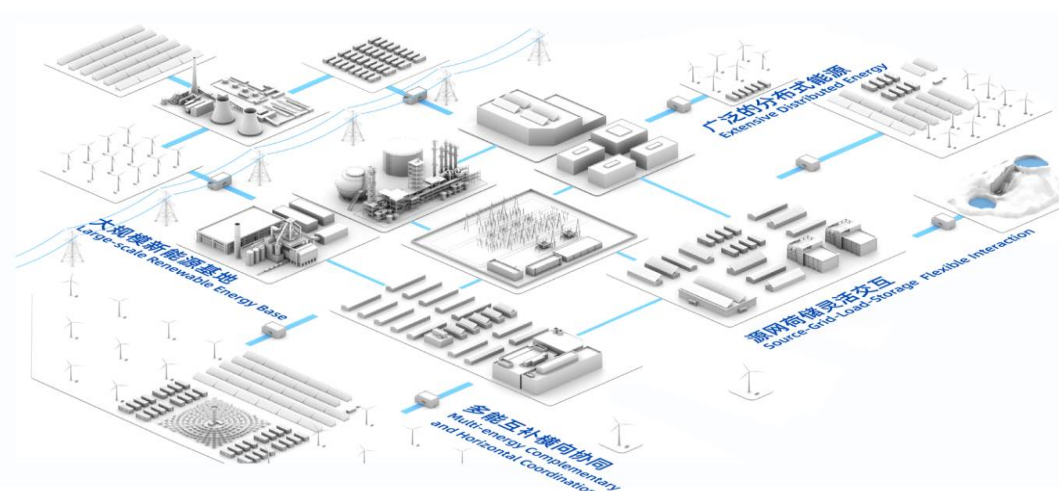 广泛的分布式能源
Extensive Distributed Energy
大规模新能源基地
Large-scale Renewable Energy Base
源网荷储灵活交互
Source-Grid-Load-Storage Flexible Interaction
多能互补横向协同
Multi-energy Complementary
and Horizontal Coordination